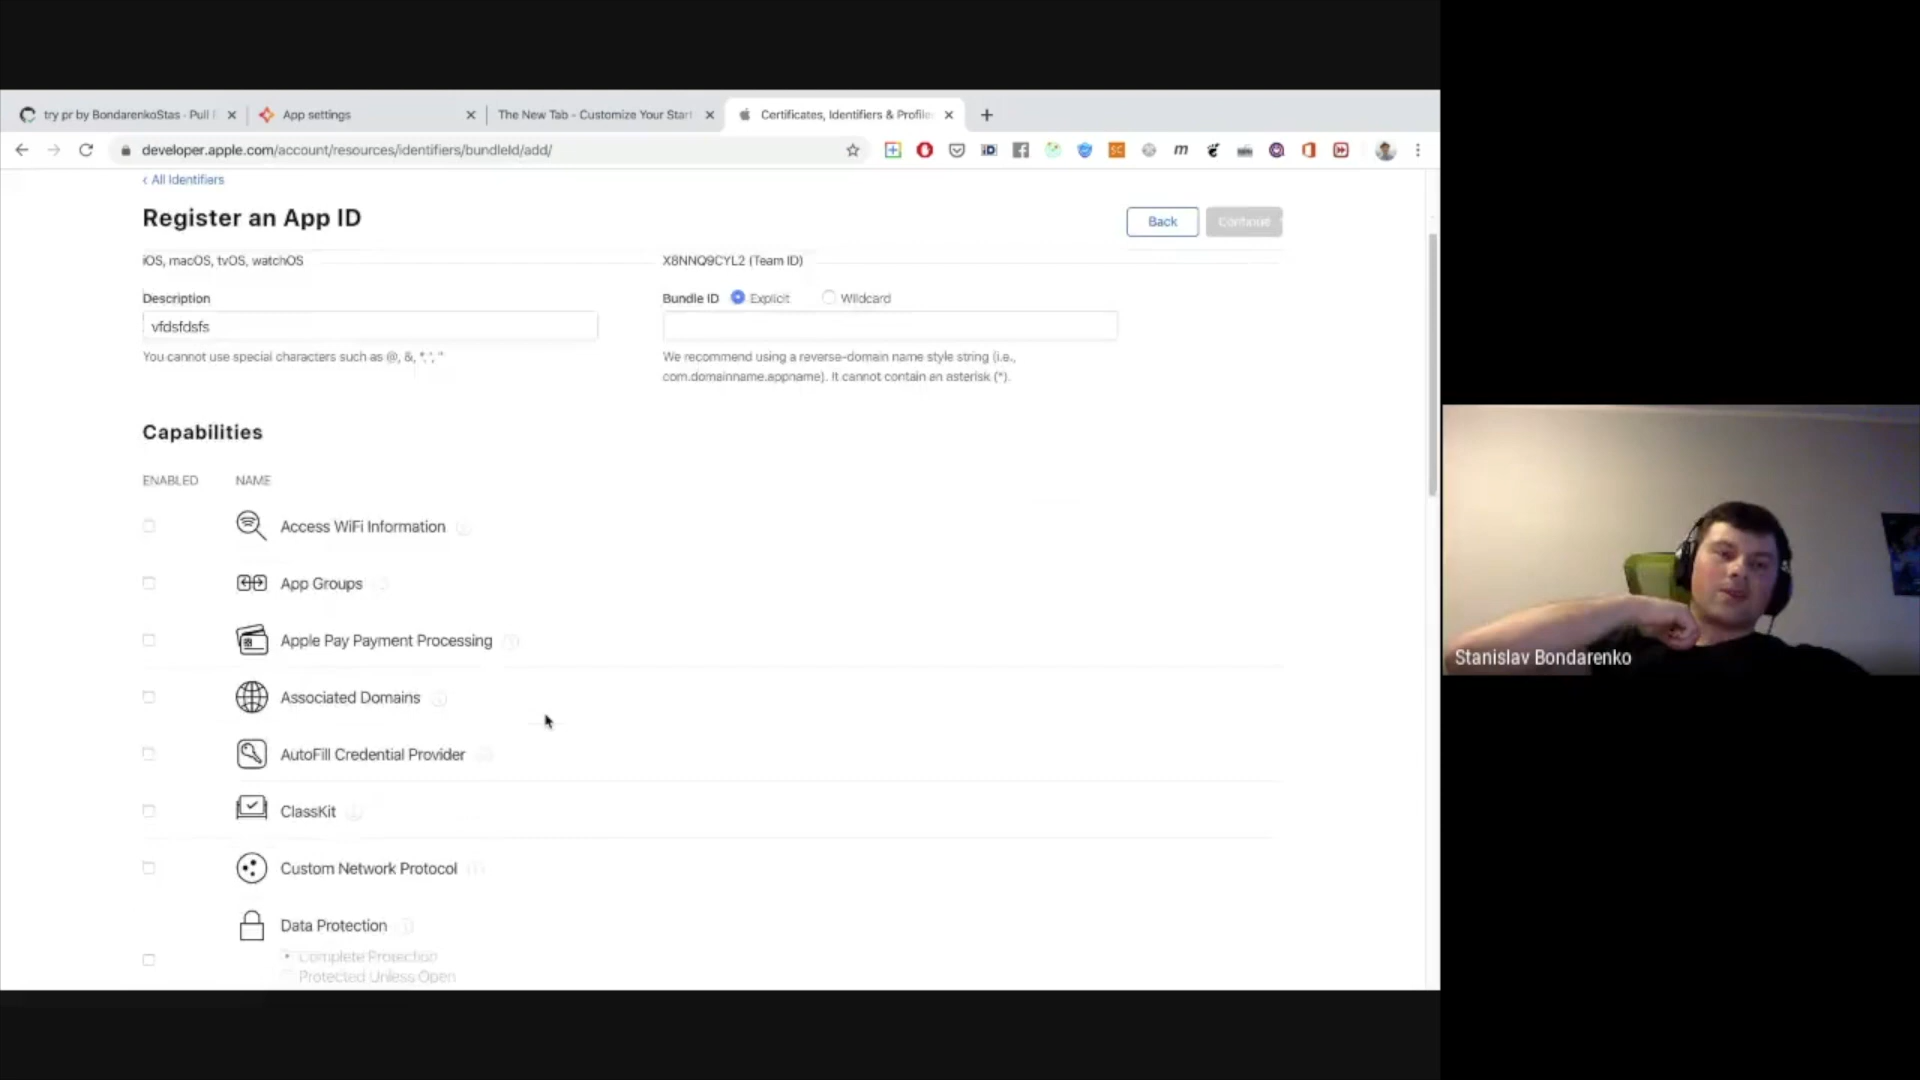 try pr by BondarenkoStas · Pull
App settings
The New Tab - Customize Your Start
Certificates, Identifiers & Profile
developer.apple.com/account/resources/identifiers/bundleId/add/
‹ All Identifiers
Register an App ID
Back
Continue
iOS, macOS, tvOS, watchOS
X8NNQ9CYL2 (Team ID)
Description
Bundle ID
Explicit
Wildcard
vfdsfdsfs
You cannot use special characters such as @, &, *, ', "
We recommend using a reverse-domain name style string (i.e.,
com.domainname.appname). It cannot contain an asterisk (*).
Capabilities
ENABLED
NAME
Access WiFi Information
App Groups
Apple Pay Payment Processing
Associated Domains
AutoFill Credential Provider
ClassKit
Custom Network Protocol
Data Protection
Complete Protection
Protected Unless Open
Stanislav Bondarenko